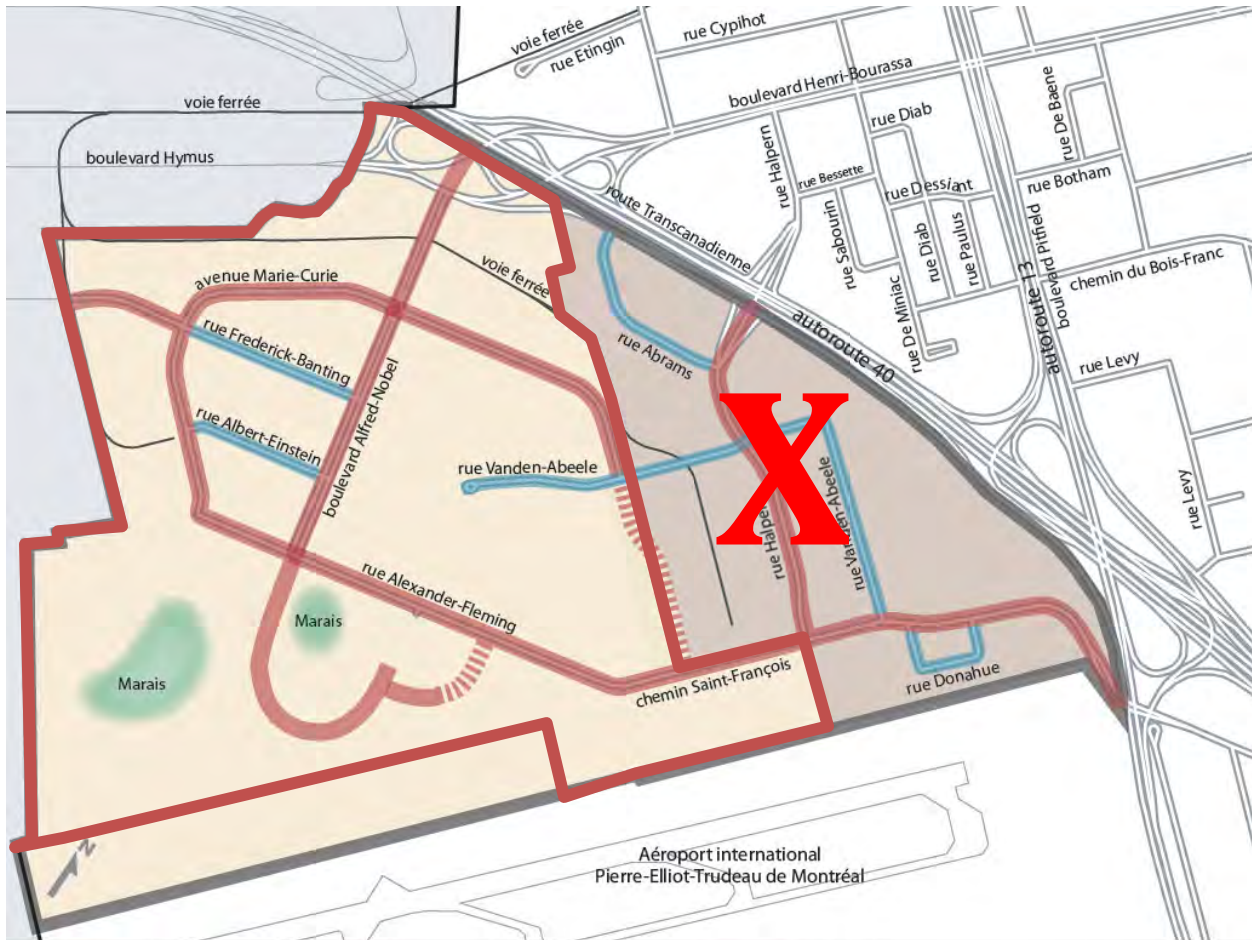 voie ferrée
rue Etingin
rue Cypihot
boulevard Henri-Bourassa
voie ferrée
boulevard Hymus
rue Diab
rue De Baene
rue Halpern
rue Bessette
rue Dessiant
rue Botham
route Transcanadienne
rue Sabourin
rue Diab
rue Paulus
rue De Miniac
autoroute 13
boulevard Pitfield
chemin du Bois-Franc
avenue Marie-Curie
voie ferrée
autoroute 40
rue Frederick-Banting
rue Abrams
rue Levy
rue Albert-Einstein
boulevard Alfred-Nobel
X
rue Vanden-Abeele
rue Halpern
rue Vanden-Abeele
rue Levy
rue Alexander-Fleming
Marais
Marais
chemin Saint-François
rue Donahue
N
Aéroport international
Pierre-Elliot-Trudeau de Montréal